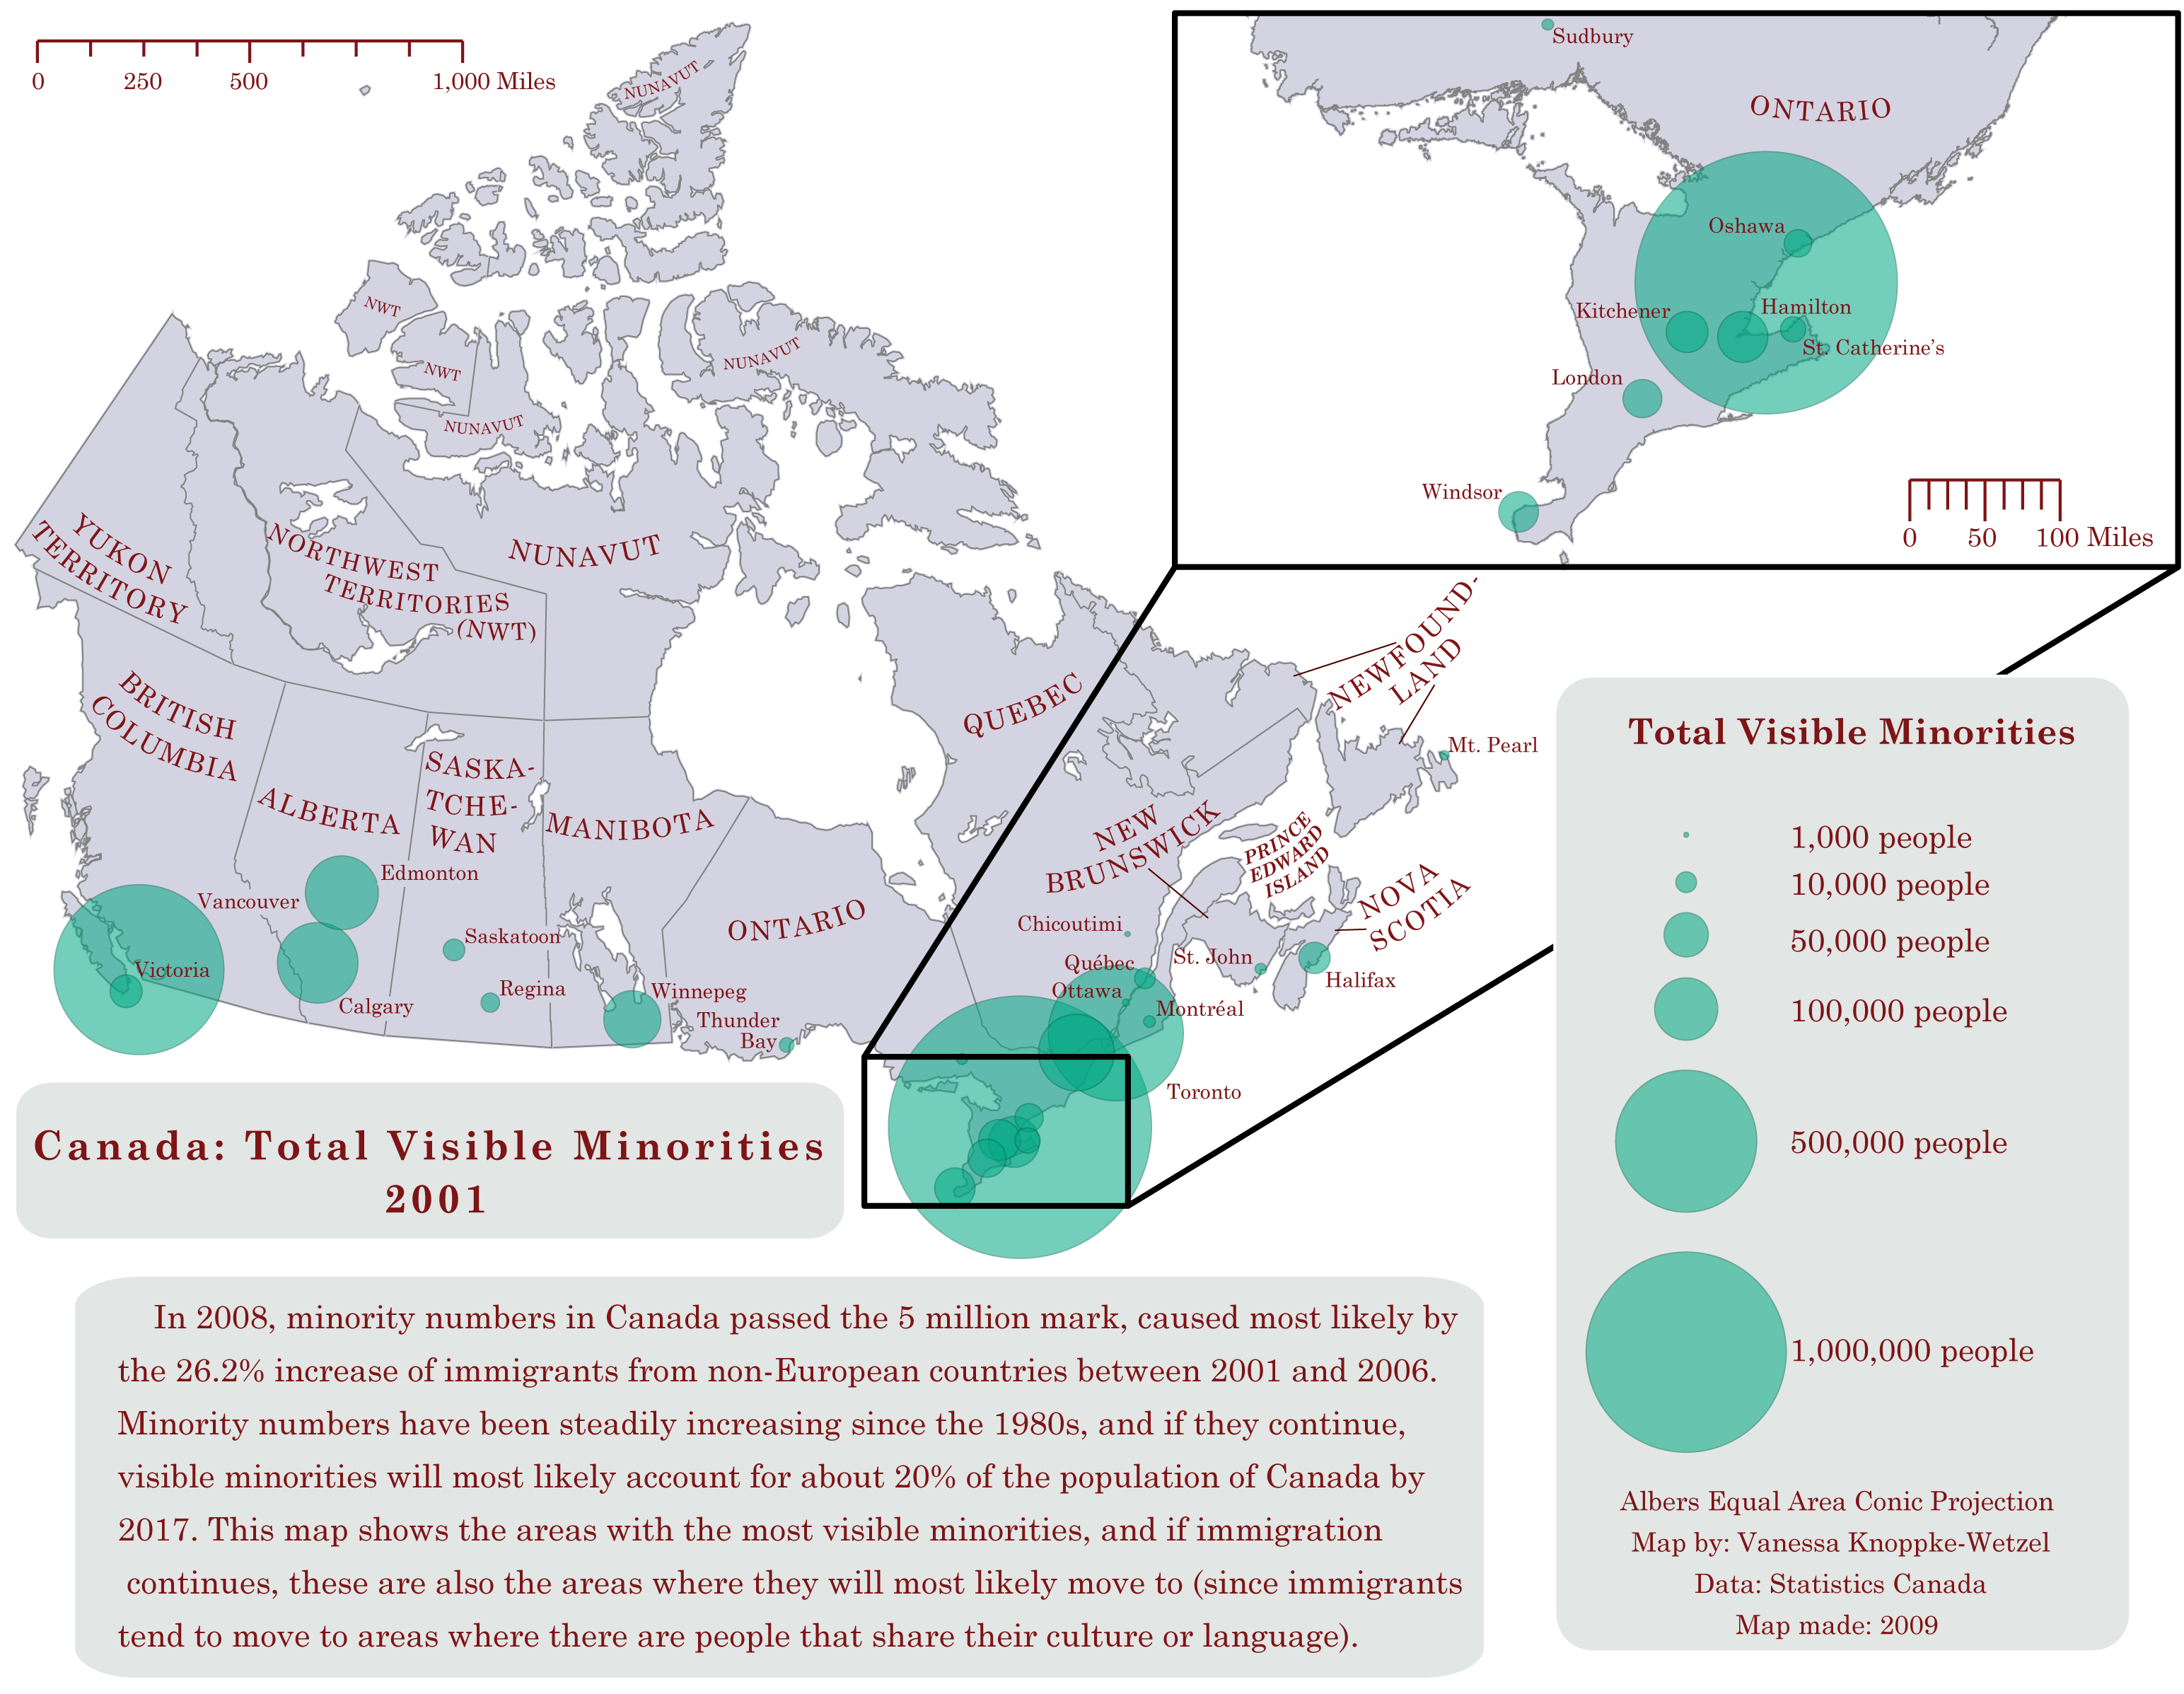 0 250 500 1,000 Miles
NUNAVUT
NWT
NWT
NUNAVUT
NUNAVUT
YUKON
TERRITORY
NORTHWEST
TERRITORIES
(NWT)
NUNAVUT
BRITISH
COLUMBIA
ALBERTA
SASKA-
TCHE-
WAN
MANIBOTA
ONTARIO
QUEBEC
NEWFOUND-
LAND
NEW
BRUNSWICK
PRINCE
EDWARD
ISLAND
NOVA
SCOTIA
Mt. Pearl
Edmonton
Vancouver
Victoria
Calgary
Saskatoon
Regina
Winnepeg
Thunder
Bay
Chicoutimi
Québec
St. John
Halifax
Ottawa
Montréal
Toronto
Sudbury
ONTARIO
Oshawa
Kitchener
Hamilton
St. Catherine's
London
Windsor
0 50 100 Miles
Canada: Total Visible Minorities
2001
In 2008, minority numbers in Canada passed the 5 million mark, caused most likely by
the 26.2% increase of immigrants from non-European countries between 2001 and 2006.
Minority numbers have been steadily increasing since the 1980s, and if they continue,
visible minorities will most likely account for about 20% of the population of Canada by
2017. This map shows the areas with the most visible minorities, and if immigration
continues, these are also the areas where they will most likely move to (since immigrants
tend to move to areas where there are people that share their culture or language).
Total Visible Minorities
1,000 people
10,000 people
50,000 people
100,000 people
500,000 people
1,000,000 people
Albers Equal Area Conic Projection
Map by: Vanessa Knoppke-Wetzel
Data: Statistics Canada
Map made: 2009